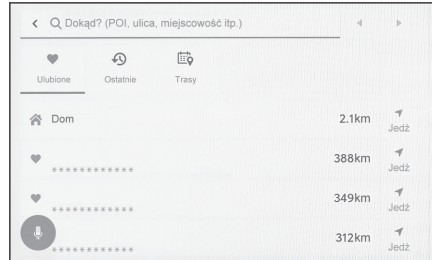 Dokąd? (POI, ulica, miejscowość itp.)
Ulubione Ostatnie Trasy
Dom 2.1km Jedź
************ 388km Jedź
************ 349km Jedź
************ 312km Jedź